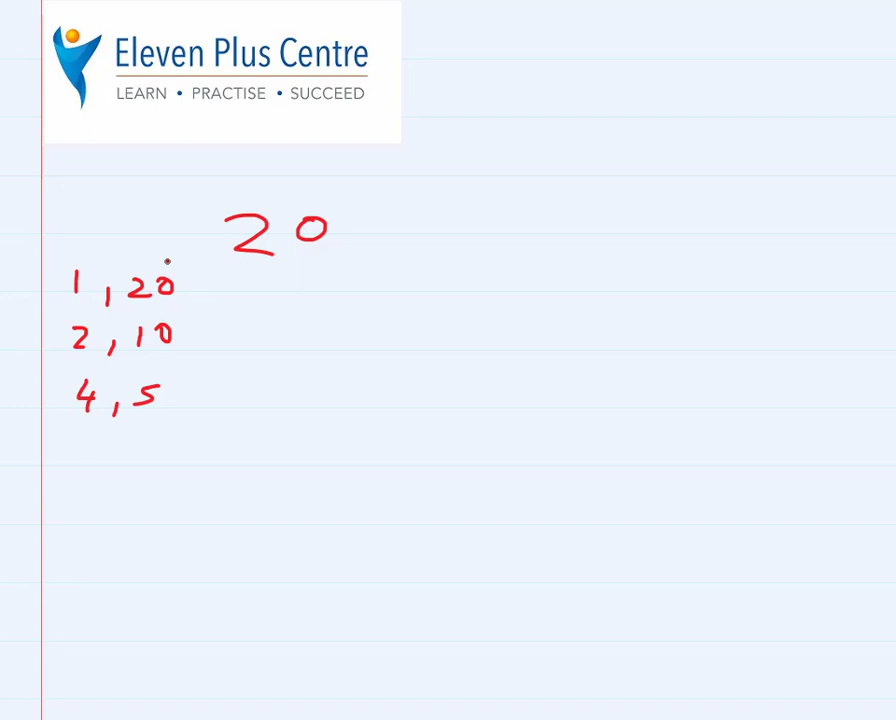 Eleven Plus Centre
LEARN • PRACTISE • SUCCEED
20
1, 20
2, 10
4, 5